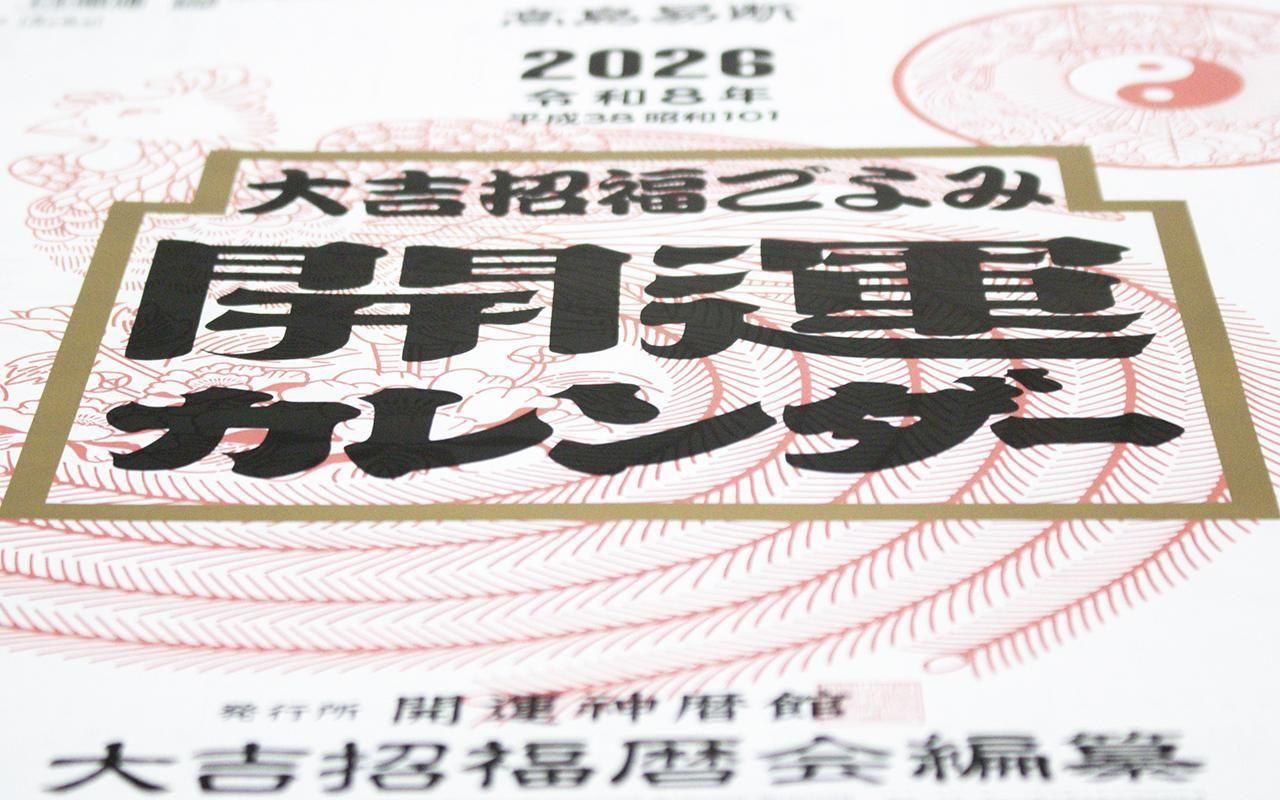 高島易断
2026
令和8年
平成38 昭和101
大吉招福ごよみ
開運
カレンダー
発行所 開運神暦館
大吉招福暦会編纂